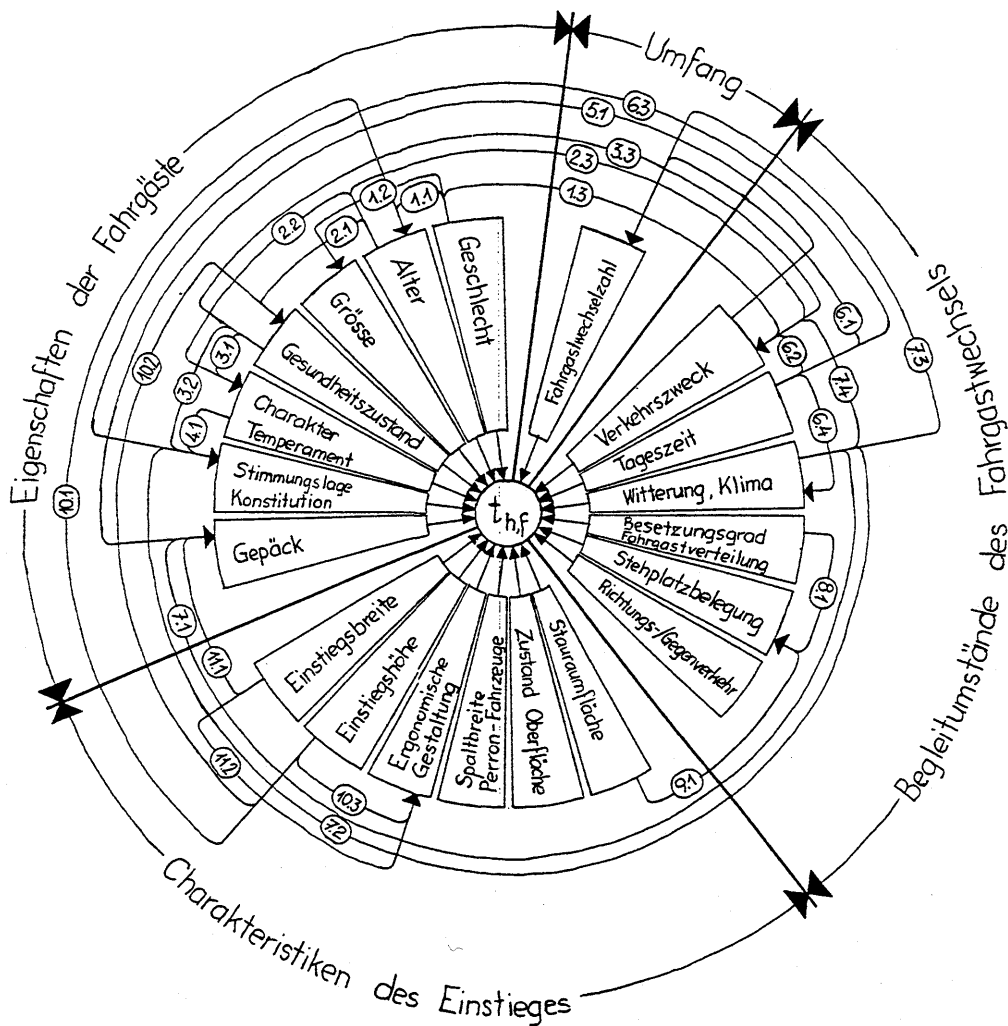 Umfang
Eigenschaften der Fahrgäste
Begleitumstände des Fahrgastwechsels
Charakteristiken des Einstieges
6.3
5.1
3.3
2.3
1.3
1.2
1.1
2.2
2.1
10.2
3.1
3.2
4.1
10.1
7.1
11.1
11.2
10.3
7.2
9.1
8.1
6.1
6.2
7.4
7.3
6.4
Geschlecht
Alter
Grösse
Gesundheitszustand
Charakter
Temperament
Stimmungslage
Konstitution
Gepäck
Fahrgastwechselzahl
Verkehrszweck
Tageszeit
Witterung, Klima
Besetzungsgrad
Fahrgastverteilung
Stehplatzbelegung
Richtungs-/Gegenverkehr
Einstiegsbreite
Einstiegshöhe
Ergonomische
Gestaltung
Spaltbreite
Perron-Fahrzeuge
Zustand Oberfläche
Stauraumfläche
t h,f